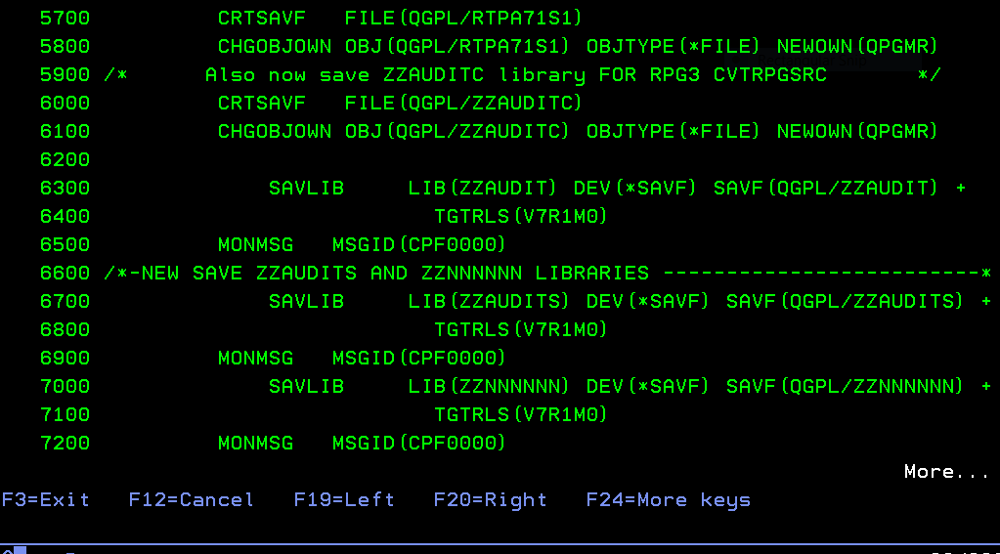 5700 CRTSAVF FILE(QGPL/RTPA71S1)
5800 CHGOBJOWN OBJ(QGPL/RTPA71S1) OBJTYPE(*FILE) NEWOWN(QPGMR)
5900 /* Also now save ZZAUDITC library FOR RPG3 CVTRPGSRC */
6000 CRTSAVF FILE(QGPL/ZZAUDITC)
6100 CHGOBJOWN OBJ(QGPL/ZZAUDITC) OBJTYPE(*FILE) NEWOWN(QPGMR)
6200
6300 SAVLIB LIB(ZZAUDIT) DEV(*SAVF) SAVF(QGPL/ZZAUDIT) +
6400 TGTRLS(V7R1M0)
6500 MONMSG MSGID(CPF0000)
6600 /*-NEW SAVE ZZAUDITS AND ZZNNNNNN LIBRARIES -------------------------*
6700 SAVLIB LIB(ZZAUDITS) DEV(*SAVF) SAVF(QGPL/ZZAUDITS) +
6800 TGTRLS(V7R1M0)
6900 MONMSG MSGID(CPF0000)
7000 SAVLIB LIB(ZZNNNNNN) DEV(*SAVF) SAVF(QGPL/ZZNNNNNN) +
7100 TGTRLS(V7R1M0)
7200 MONMSG MSGID(CPF0000)
More...
F3=Exit F12=Cancel F19=Left F20=Right F24=More keys